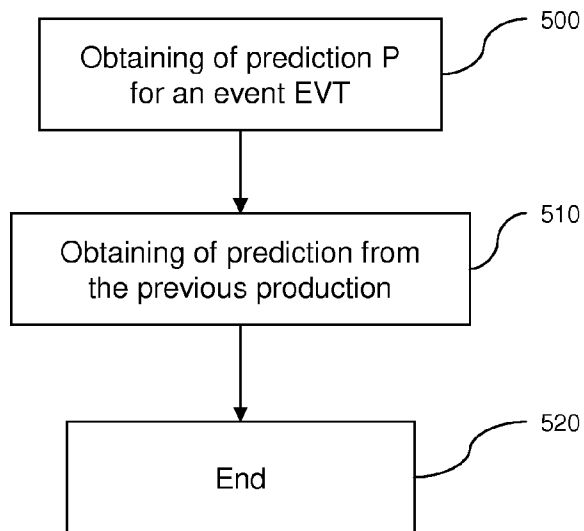 500
Obtaining of prediction P
for an event EVT
510
Obtaining of prediction from
the previous production
520
End